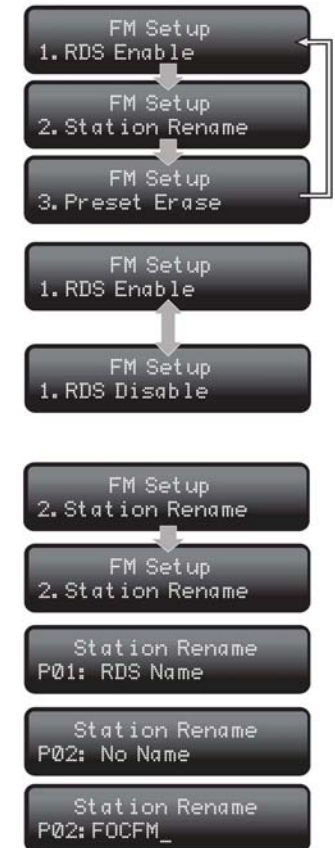 FM Setup
1.RDS Enable
FM Setup
2.Station Rename
FM Setup
3.Preset Erase
FM Setup
1.RDS Enable
FM Setup
1.RDS Disable
FM Setup
2.Station Rename
FM Setup
2.Station Rename
Station Rename
P01: RDS Name
Station Rename
P02: No Name
Station Rename
P02:FOCFM_